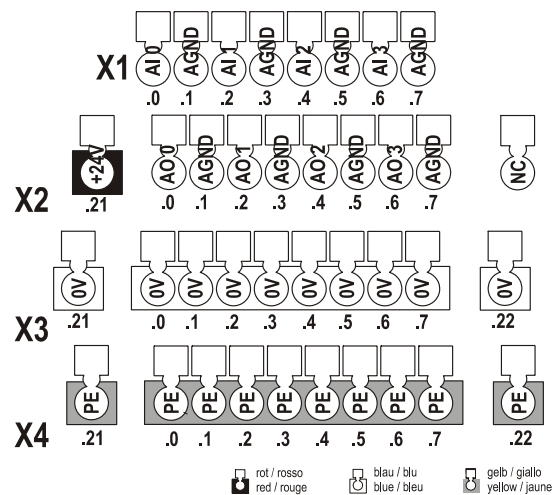 X1 AI 0 AGND AI 1 AGND AI 2 AGND AI 3 AGND
.0 .1 .2 .3 .4 .5 .6 .7
X2 +24V AO 0 AGND AO 1 AGND AO 2 AGND AO 3 AGND NC
.21 .0 .1 .2 .3 .4 .5 .6 .7
X3 0V 0V 0V 0V 0V 0V 0V 0V 0V 0V
.21 .0 .1 .2 .3 .4 .5 .6 .7 .22
X4 PE PE PE PE PE PE PE PE PE PE
.21 .0 .1 .2 .3 .4 .5 .6 .7 .22
rot / rosso blau / blu gelb / giallo
red / rouge blue / bleu yellow / jaune